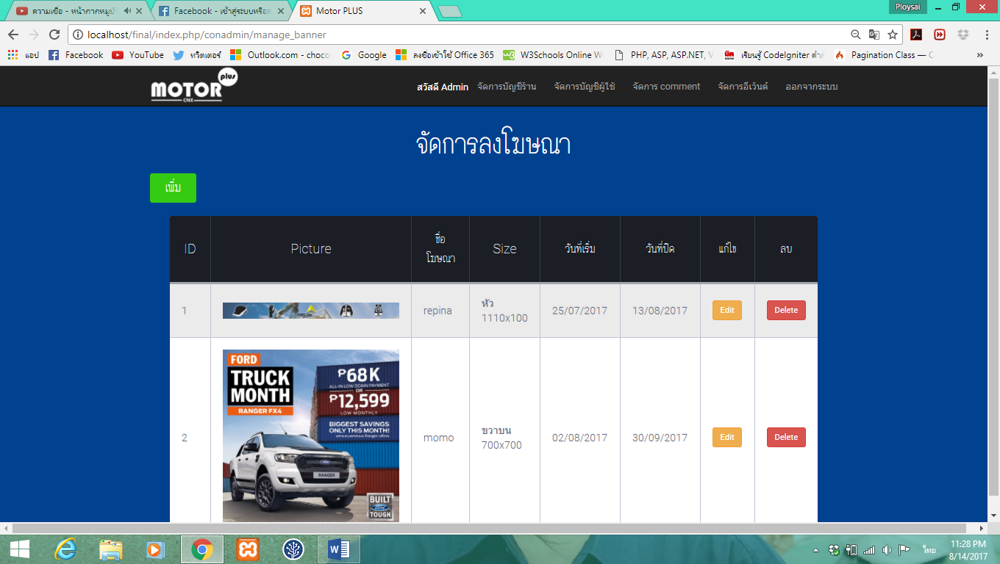 ความเชื่อ - หน้ากากหมูป่า
Facebook - เข้าสู่ระบบหรือส
Motor PLUS
Ploysai
localhost/final/index.php/conadmin/manage_banner
แอป
Facebook
YouTube
ทวิตเตอร์
Outlook.com - choco
Google
ลงชื่อเข้าใช้ Office 365
W3Schools Online W
PHP, ASP, ASP.NET, V
เรียนรู้ CodeIgniter ด้วย
Pagination Class — C
MOTOR plus
CNX
สวัสดี Admin
จัดการบัญชีร้าน
จัดการบัญชีผู้ใช้
จัดการ comment
จัดการอีเว้นต์
ออกจากระบบ
จัดการลงโฆษณา
เพิ่ม
ID
Picture
ชื่อ
โฆษณา
Size
วันที่เริ่ม
วันที่ปิด
แก้ไข
ลบ
1
repina
หัว
1110x100
25/07/2017
13/08/2017
Edit
Delete
2
FORD
TRUCK
MONTH
RANGER FX4
₱68K
ALL-IN LOW DOWN PAYMENT
OR
₱12,599
LOW MONTHLY
BIGGEST SAVINGS
ONLY THIS MONTH!
RANGER
BUILT
Ford
TOUGH
momo
ขวาบน
700x700
02/08/2017
30/09/2017
Edit
Delete
ไทย
11:28 PM
8/14/2017